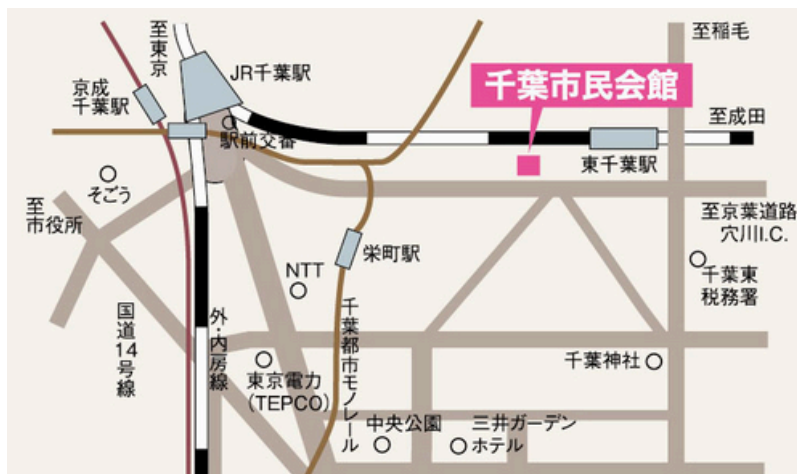 至東京
JR千葉駅
京成
千葉駅
駅前交番
千葉市民会館
至稲毛
至成田
東千葉駅
そごう
至
市役所
至京葉道路
穴川I.C.
千葉東
税務署
栄町駅
NTT
国道14号線
外・内房線
千葉都市モノレール
東京電力
(TEPCO)
千葉神社
中央公園
三井ガーデン
ホテル